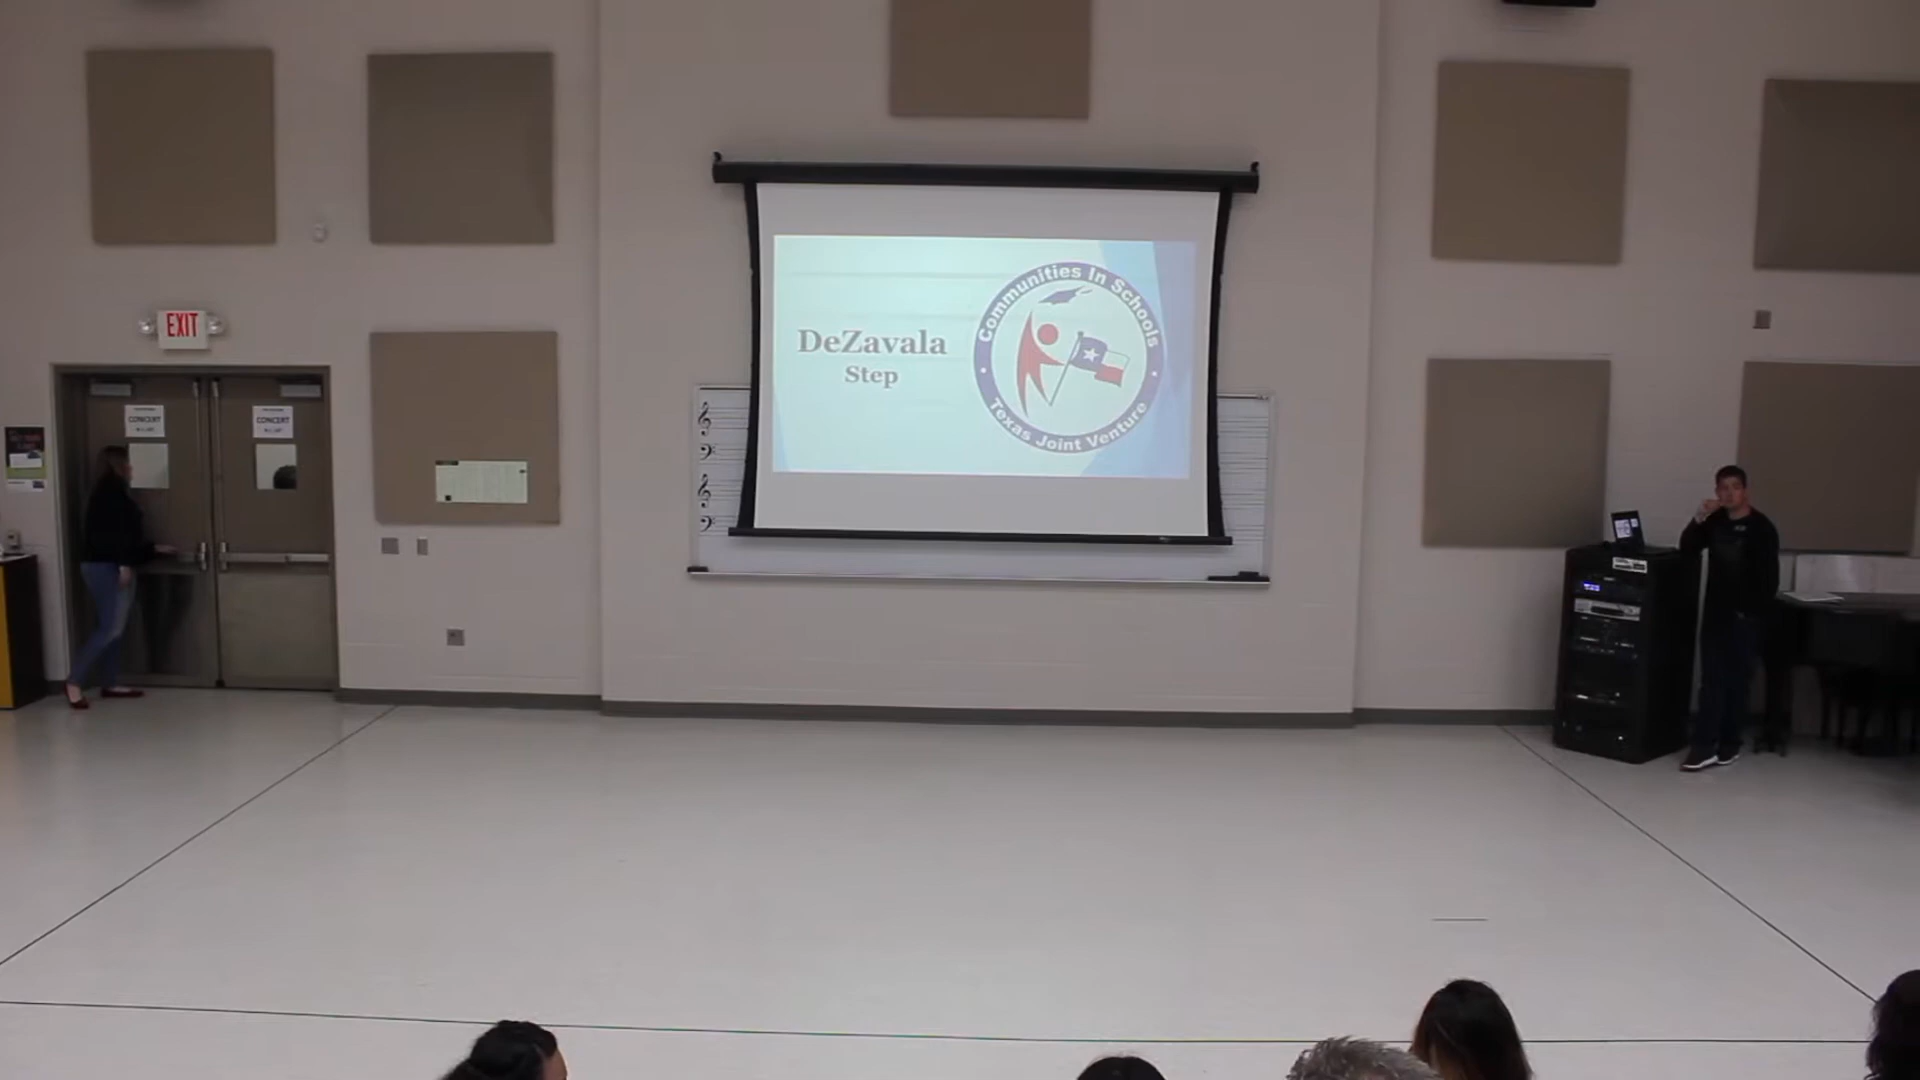 EXIT
CONCERT
CONCERT
DeZavala
Step
Communities In Schools
Texas Joint Venture